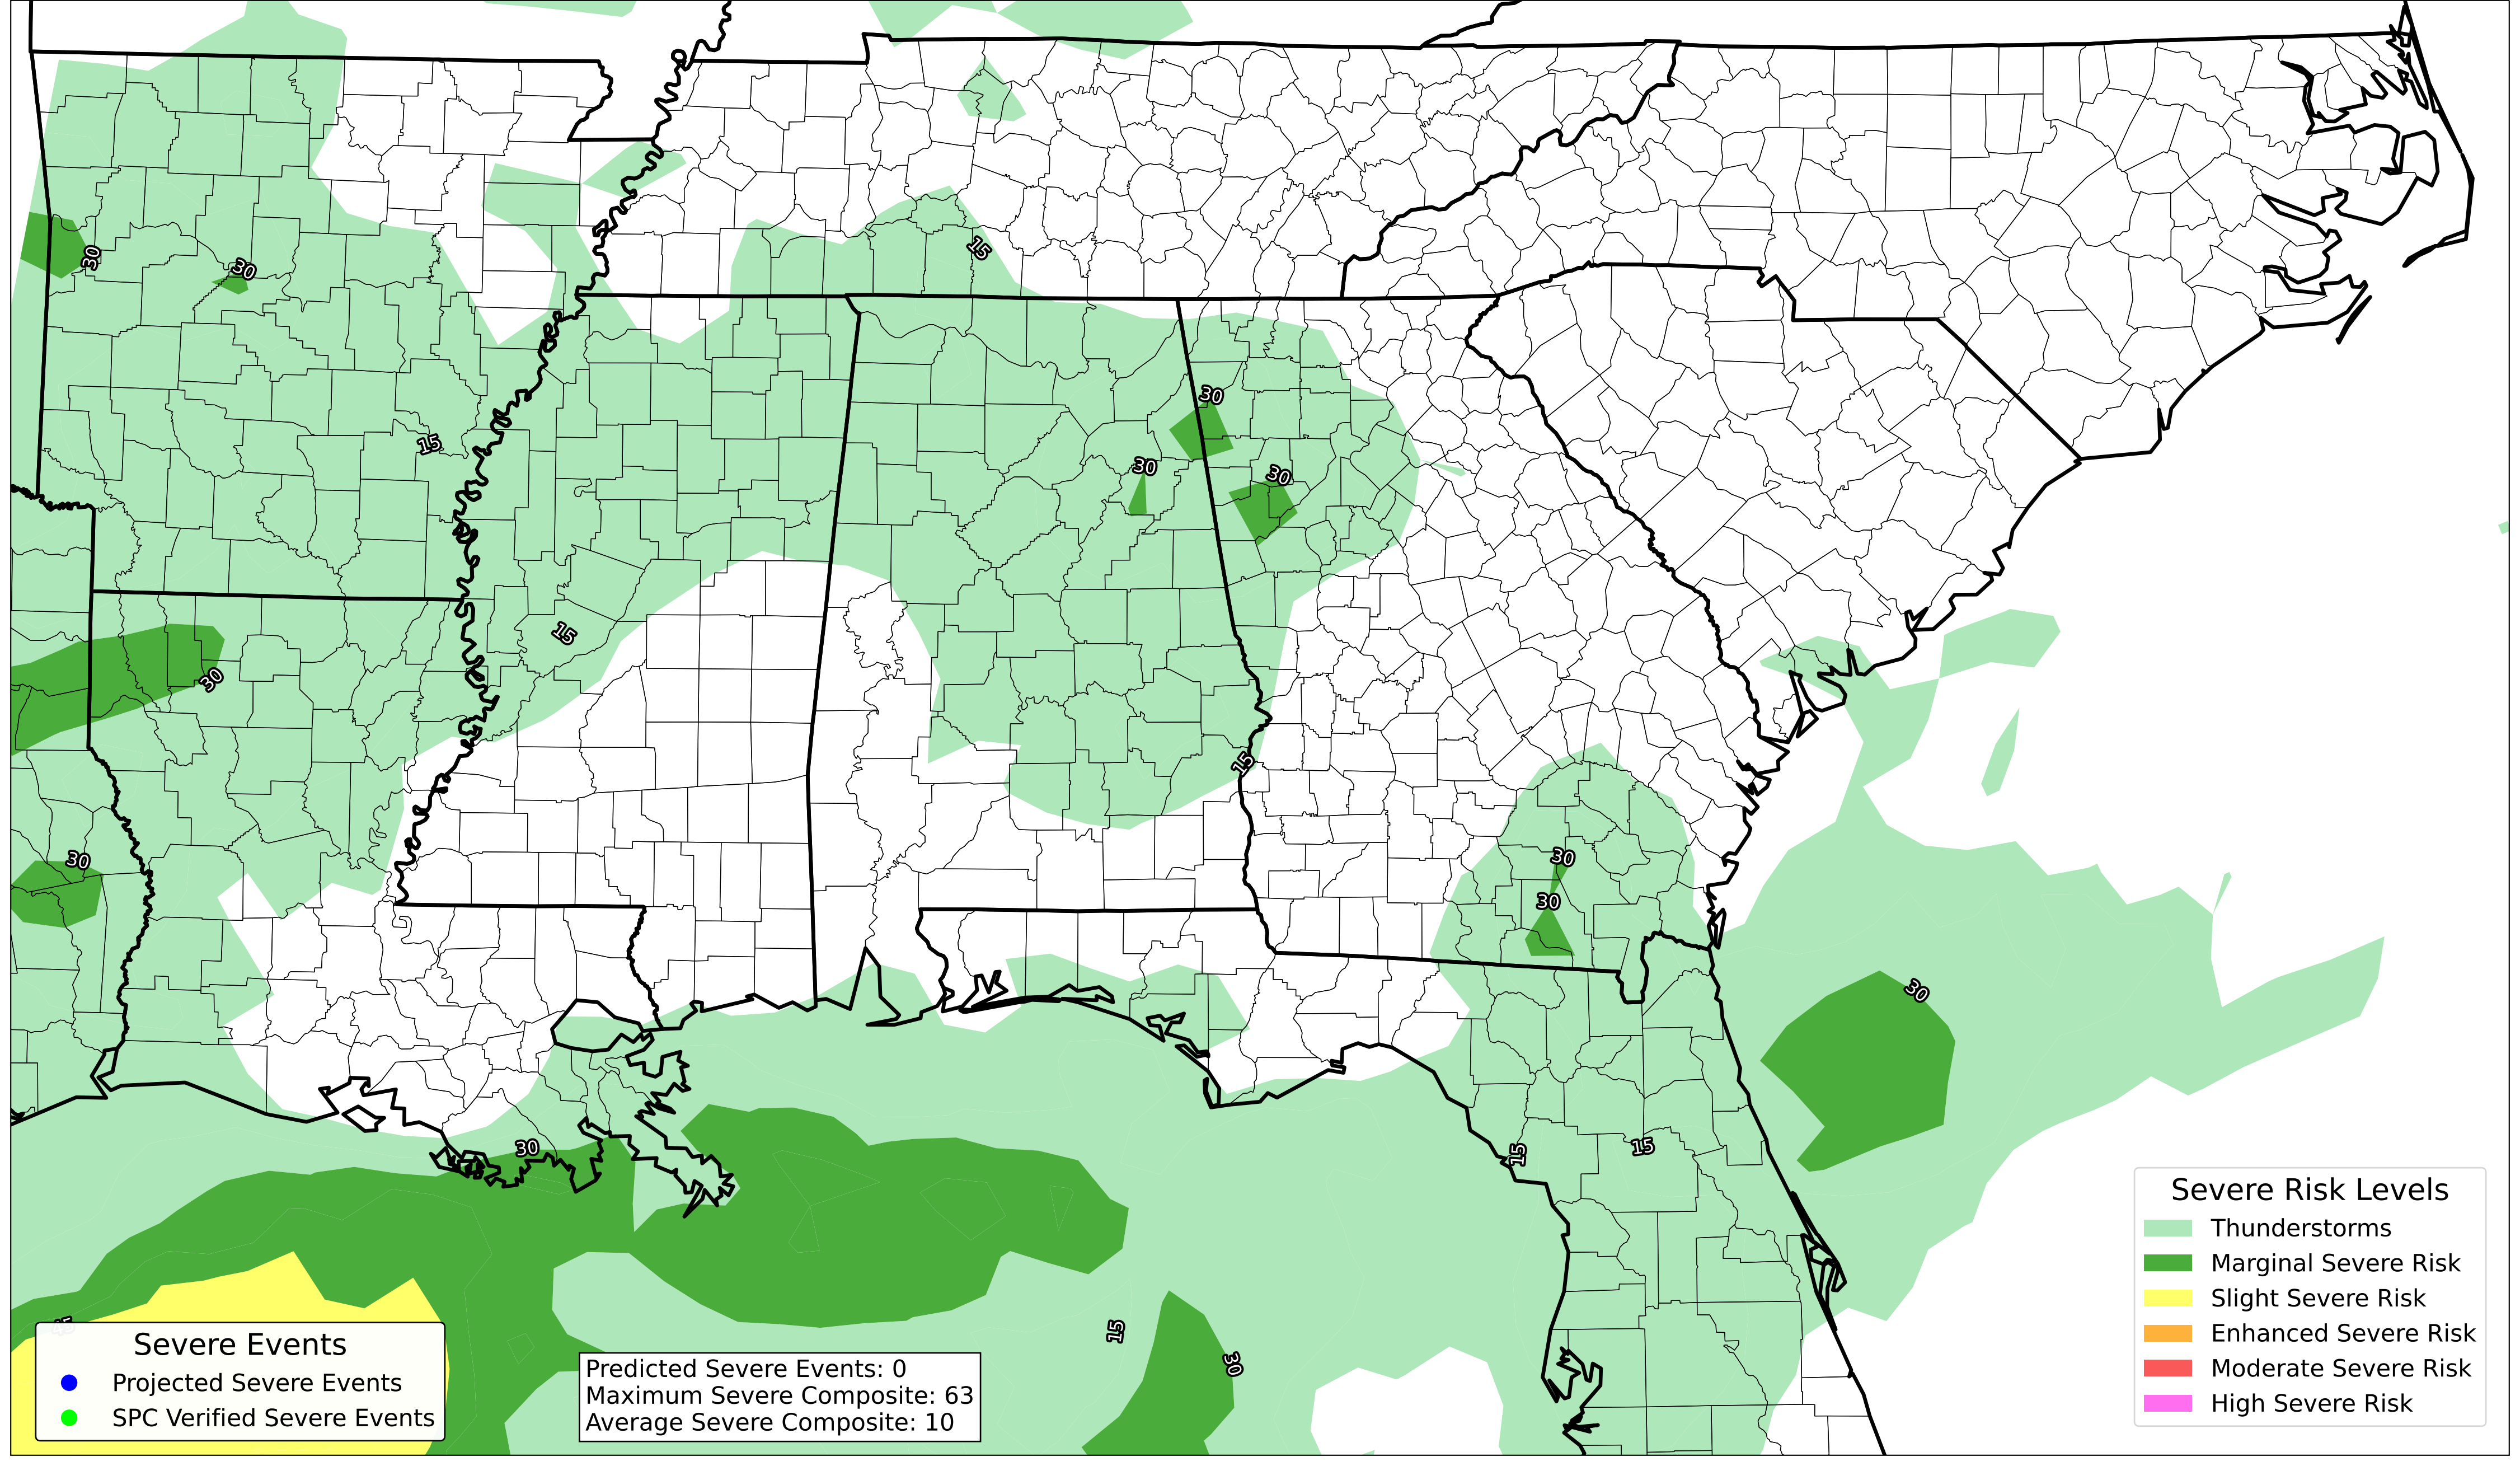 30
30
15
30
15
30
30
15
30
15
30
30
30
30
15
15
30
15
30
Severe Risk Levels
Thunderstorms
Marginal Severe Risk
Slight Severe Risk
Enhanced Severe Risk
Moderate Severe Risk
High Severe Risk
Severe Events
Projected Severe Events
SPC Verified Severe Events
Predicted Severe Events: 0
Maximum Severe Composite: 63
Average Severe Composite: 10